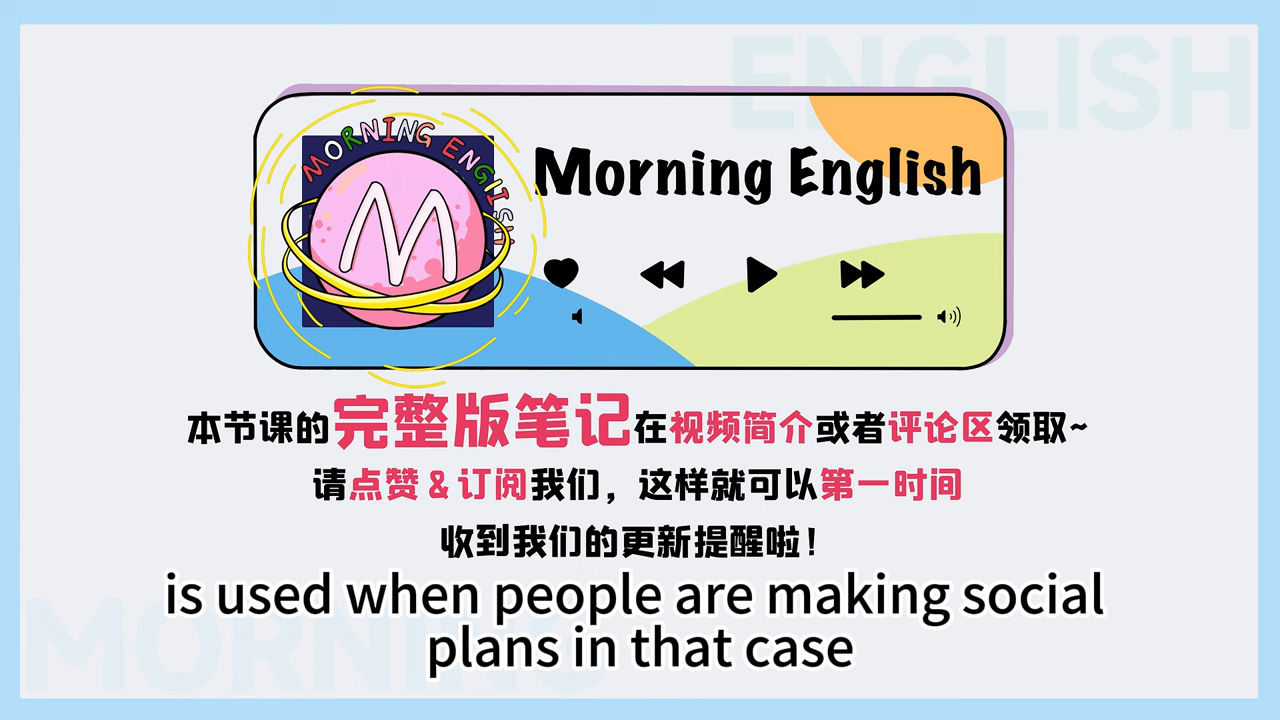 ENGLISH
MORNING ENGLISH
M
Morning English
本节课的完整版笔记在视频简介或者评论区领取~
请点赞&订阅我们，这样就可以第一时间
收到我们的更新提醒啦！
is used when people are making social
plans in that case
MORNING